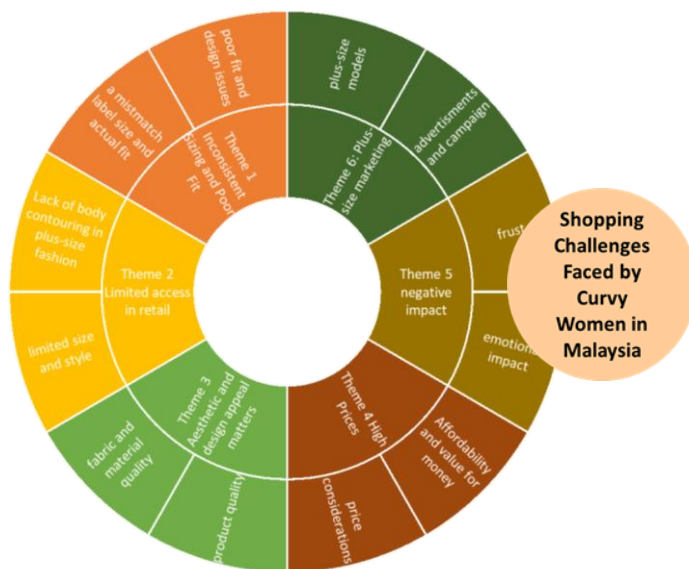 poor fit and
design issues
a mismatch
label size and
actual fit
Theme 1
Inconsistent
Sizing and Poor
Fit
Lack of body
contouring in
plus-size
fashion
limited size
and style
Theme 2
Limited access
in retail
fabric and
material
quality
product quality
Theme 3
Aesthetic and
design appeal
matters
price
considerations
Affordability
and value for
money
Theme 4 High
Prices
emotional
impact
Theme 5
negative
impact
plus-size
models
advertisments
and campaign
Theme 6: Plus-
size marketing
Shopping
Challenges
Faced by
Curvy
Women in
Malaysia